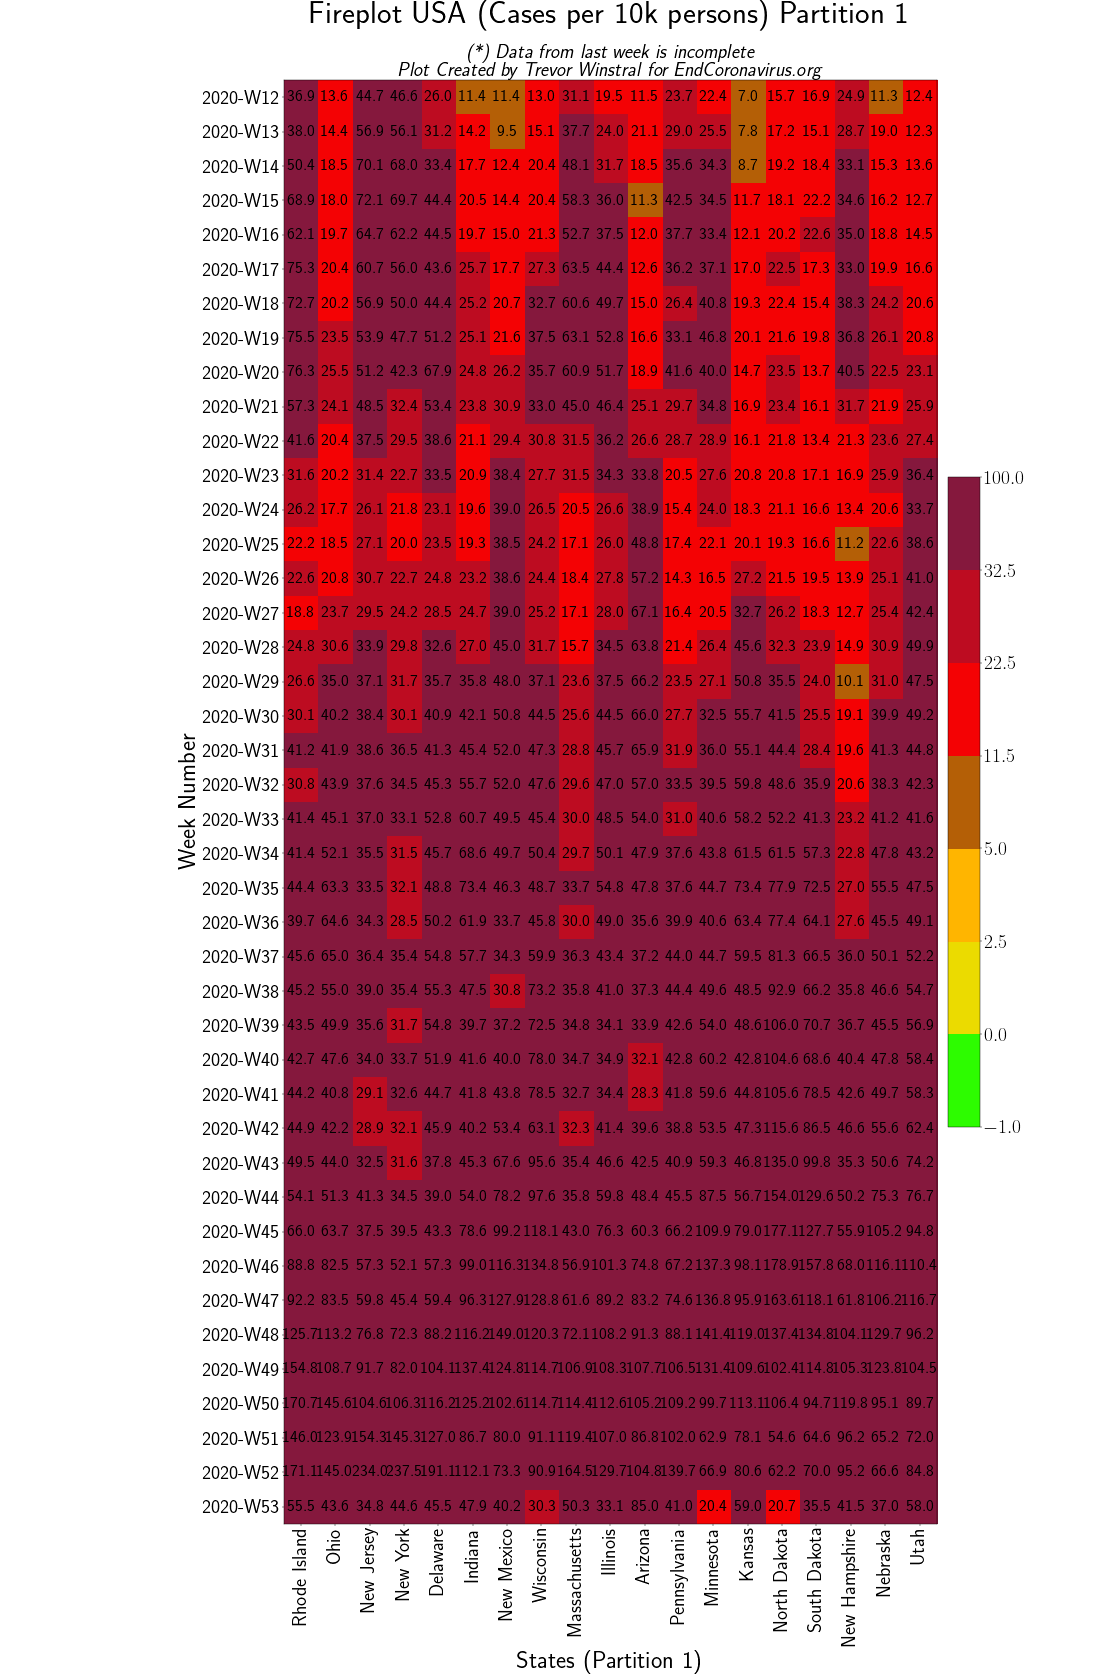 Fireplot USA (Cases per 10k persons) Partition 1
(*) Data from last week is incomplete
Plot Created by Trevor Winstral for EndCoronavirus.org
2020-W12 36.9 13.6 44.7 46.6 26.0 11.4 11.4 13.0 31.1 19.5 11.5 23.7 22.4 7.0 15.7 16.9 24.9 11.3 12.4
2020-W13 38.0 14.4 56.9 56.1 31.2 14.2 9.5 15.1 37.7 24.0 21.1 29.0 25.5 7.8 17.2 15.1 28.7 19.0 12.3
2020-W14 50.4 18.5 70.1 68.0 33.4 17.7 12.4 20.4 48.1 31.7 18.5 35.6 34.3 8.7 19.2 18.4 33.1 15.3 13.6
2020-W15 68.9 18.0 72.1 69.7 44.4 20.5 14.4 20.4 58.3 36.0 11.3 42.5 34.5 11.7 18.1 22.2 34.6 16.2 12.7
2020-W16 62.1 19.7 64.7 62.2 44.5 19.7 15.0 21.3 52.7 37.5 12.0 37.7 33.4 12.1 20.2 22.6 35.0 18.8 14.5
2020-W17 75.3 20.4 60.7 56.0 43.6 25.7 17.7 27.3 63.5 44.4 12.6 36.2 37.1 17.0 22.5 17.3 33.0 19.9 16.6
2020-W18 72.7 20.2 56.9 50.0 44.4 25.2 20.7 32.7 60.6 49.7 15.0 26.4 40.8 19.3 22.4 15.4 38.3 24.2 20.6
2020-W19 75.5 23.5 53.9 47.7 51.2 25.1 21.6 37.5 63.1 52.8 16.6 33.1 46.8 20.1 21.6 19.8 36.8 26.1 20.8
2020-W20 76.3 25.5 51.2 42.3 67.9 24.8 26.2 35.7 60.9 51.7 18.9 41.6 40.0 14.7 23.5 13.7 40.5 22.5 23.1
2020-W21 57.3 24.1 48.5 32.4 53.4 23.8 30.9 33.0 45.0 46.4 25.1 29.7 34.8 16.9 23.4 16.1 31.7 21.9 25.9
2020-W22 41.6 20.4 37.5 29.5 38.6 21.1 29.4 30.8 31.5 36.2 26.6 28.7 28.9 16.1 21.8 13.4 21.3 23.6 27.4
2020-W23 31.6 20.2 31.4 22.7 33.5 20.9 38.4 27.7 31.5 34.3 33.8 20.5 27.6 20.8 20.8 17.1 16.9 25.9 36.4
2020-W24 26.2 17.7 26.1 21.8 23.1 19.6 39.0 26.5 20.5 26.6 38.9 15.4 24.0 18.3 21.1 16.6 13.4 20.6 33.7
2020-W25 22.2 18.5 27.1 20.0 23.5 19.3 38.5 24.2 17.1 26.0 48.8 17.4 22.1 20.1 19.3 16.6 11.2 22.6 38.6
2020-W26 22.6 20.8 30.7 22.7 24.8 23.2 38.6 24.4 18.4 27.8 57.2 14.3 16.5 27.2 21.5 19.5 13.9 25.1 41.0
2020-W27 18.8 23.7 29.5 24.2 28.5 24.7 39.0 25.2 17.1 28.0 67.1 16.4 20.5 32.7 26.2 18.3 12.7 25.4 42.4
2020-W28 24.8 30.6 33.9 29.8 32.6 27.0 45.0 31.7 15.7 34.5 63.8 21.4 26.4 45.6 32.3 23.9 14.9 30.9 49.9
2020-W29 26.6 35.0 37.1 31.7 35.7 35.8 48.0 37.1 23.6 37.5 66.2 23.5 27.1 50.8 35.5 24.0 10.1 31.0 47.5
2020-W30 30.1 40.2 38.4 30.1 40.9 42.1 50.8 44.5 25.6 44.5 66.0 27.7 32.5 55.7 41.5 25.5 19.1 39.9 49.2
2020-W31 41.2 41.9 38.6 36.5 41.3 45.4 52.0 47.3 28.8 45.7 65.9 31.9 36.0 55.1 44.4 28.4 19.6 41.3 44.8
2020-W32 30.8 43.9 37.6 34.5 45.3 55.7 52.0 47.6 29.6 47.0 57.0 33.5 39.5 59.8 48.6 35.9 20.6 38.3 42.3
2020-W33 41.4 45.1 37.0 33.1 52.8 60.7 49.5 45.4 30.0 48.5 54.0 31.0 40.6 58.2 52.2 41.3 23.2 41.2 41.6
2020-W34 41.4 52.1 35.5 31.5 45.7 68.6 49.7 50.4 29.7 50.1 47.9 37.6 43.8 61.5 61.5 57.3 22.8 47.8 43.2
2020-W35 44.4 63.3 33.5 32.1 48.8 73.4 46.3 48.7 33.7 54.8 47.8 37.6 44.7 73.4 77.9 72.5 27.0 55.5 47.5
2020-W36 39.7 64.6 34.3 28.5 50.2 61.9 33.7 45.8 30.0 49.0 35.6 39.9 40.6 63.4 77.4 64.1 27.6 45.5 49.1
2020-W37 45.6 65.0 36.4 35.4 54.8 57.7 34.3 59.9 36.3 43.4 37.2 44.0 44.7 59.5 81.3 66.5 36.0 50.1 52.2
2020-W38 45.2 55.0 39.0 35.4 55.3 47.5 30.8 73.2 35.8 41.0 37.3 44.4 49.6 48.5 92.9 66.2 35.8 46.6 54.7
2020-W39 43.5 49.9 35.6 31.7 54.8 39.7 37.2 72.5 34.8 34.1 33.9 42.6 54.0 48.6 106.0 70.7 36.7 45.5 56.9
2020-W40 42.7 47.6 34.0 33.7 51.9 41.6 40.0 78.0 34.7 34.9 32.1 42.8 60.2 42.8 104.6 68.6 40.4 47.8 58.4
2020-W41 44.2 40.8 29.1 32.6 44.7 41.8 43.8 78.5 32.7 34.4 28.3 41.8 59.6 44.8 105.6 78.5 42.6 49.7 58.3
2020-W42 44.9 42.2 28.9 32.1 45.9 40.2 53.4 63.1 32.3 41.4 39.6 38.8 53.5 47.3 115.6 86.5 46.6 55.6 62.4
2020-W43 49.5 44.0 32.5 31.6 37.8 45.3 67.6 95.6 35.4 46.6 42.5 40.9 59.3 46.8 135.0 99.8 35.3 50.6 74.2
2020-W44 54.1 51.3 41.3 34.5 39.0 54.0 78.2 97.6 35.8 59.8 48.4 45.5 87.5 56.7 154.0 129.6 50.2 75.3 76.7
2020-W45 66.0 63.7 37.5 39.5 43.3 78.6 99.2 118.1 43.0 76.3 60.3 66.2 109.9 79.0 177.1 127.7 55.9 105.2 94.8
2020-W46 88.8 82.5 57.3 52.1 57.3 99.0 116.3 134.8 56.9 101.3 74.8 67.2 137.3 98.1 178.9 157.8 68.0 116.1 110.4
2020-W47 92.2 83.5 59.8 45.4 59.4 96.3 127.9 128.8 61.6 89.2 83.2 74.6 136.8 95.9 163.6 118.1 61.8 106.2 116.7
2020-W48 125.7 113.2 76.8 72.3 88.2 116.2 149.0 120.3 72.1 108.2 91.3 88.1 141.4 119.0 137.4 134.8 104.1 129.7 96.2
2020-W49 154.8 108.7 91.7 82.0 104.1 137.4 124.8 114.7 106.9 108.3 107.7 106.5 131.4 109.6 102.4 114.8 105.3 123.8 104.5
2020-W50 170.7 145.6 104.6 106.3 116.2 125.2 102.6 114.7 114.4 112.6 105.2 109.2 99.7 113.1 106.4 94.7 119.8 95.1 89.7
2020-W51 146.0 123.9 154.3 145.3 127.0 86.7 80.0 91.1 119.4 107.0 86.8 102.0 62.9 78.1 54.6 64.6 96.2 65.2 72.0
2020-W52 171.1 145.0 234.0 237.5 191.1 112.1 73.3 90.9 164.5 129.7 104.8 139.7 66.9 80.6 62.2 70.0 95.2 66.6 84.8
2020-W53 55.5 43.6 34.8 44.6 45.5 47.9 40.2 30.3 50.3 33.1 85.0 41.0 20.4 59.0 20.7 35.5 41.5 37.0 58.0
Week Number
Rhode Island
Ohio
New Jersey
New York
Delaware
Indiana
New Mexico
Wisconsin
Massachusetts
Illinois
Arizona
Pennsylvania
Minnesota
Kansas
North Dakota
South Dakota
New Hampshire
Nebraska
Utah
States (Partition 1)
100.0
32.5
22.5
11.5
5.0
2.5
0.0
−1.0